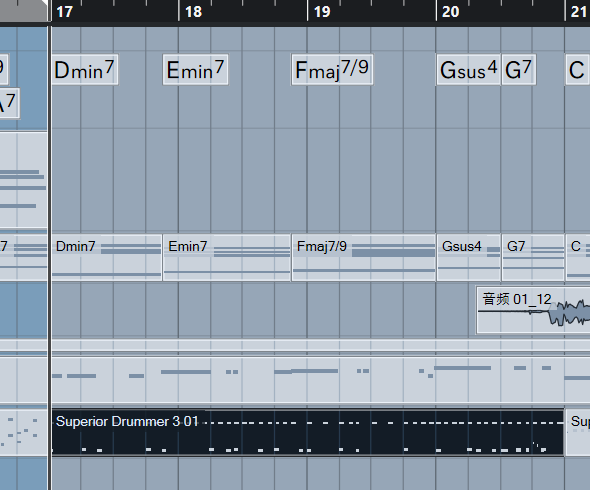 17 18 19 20 21
9 Dmin7 Emin7 Fmaj7/9 Gsus4 G7 C
A7
7 Dmin7 Emin7 Fmaj7/9 Gsus4 G7 C
音频 01_12
Superior Drummer 3 01 Sup